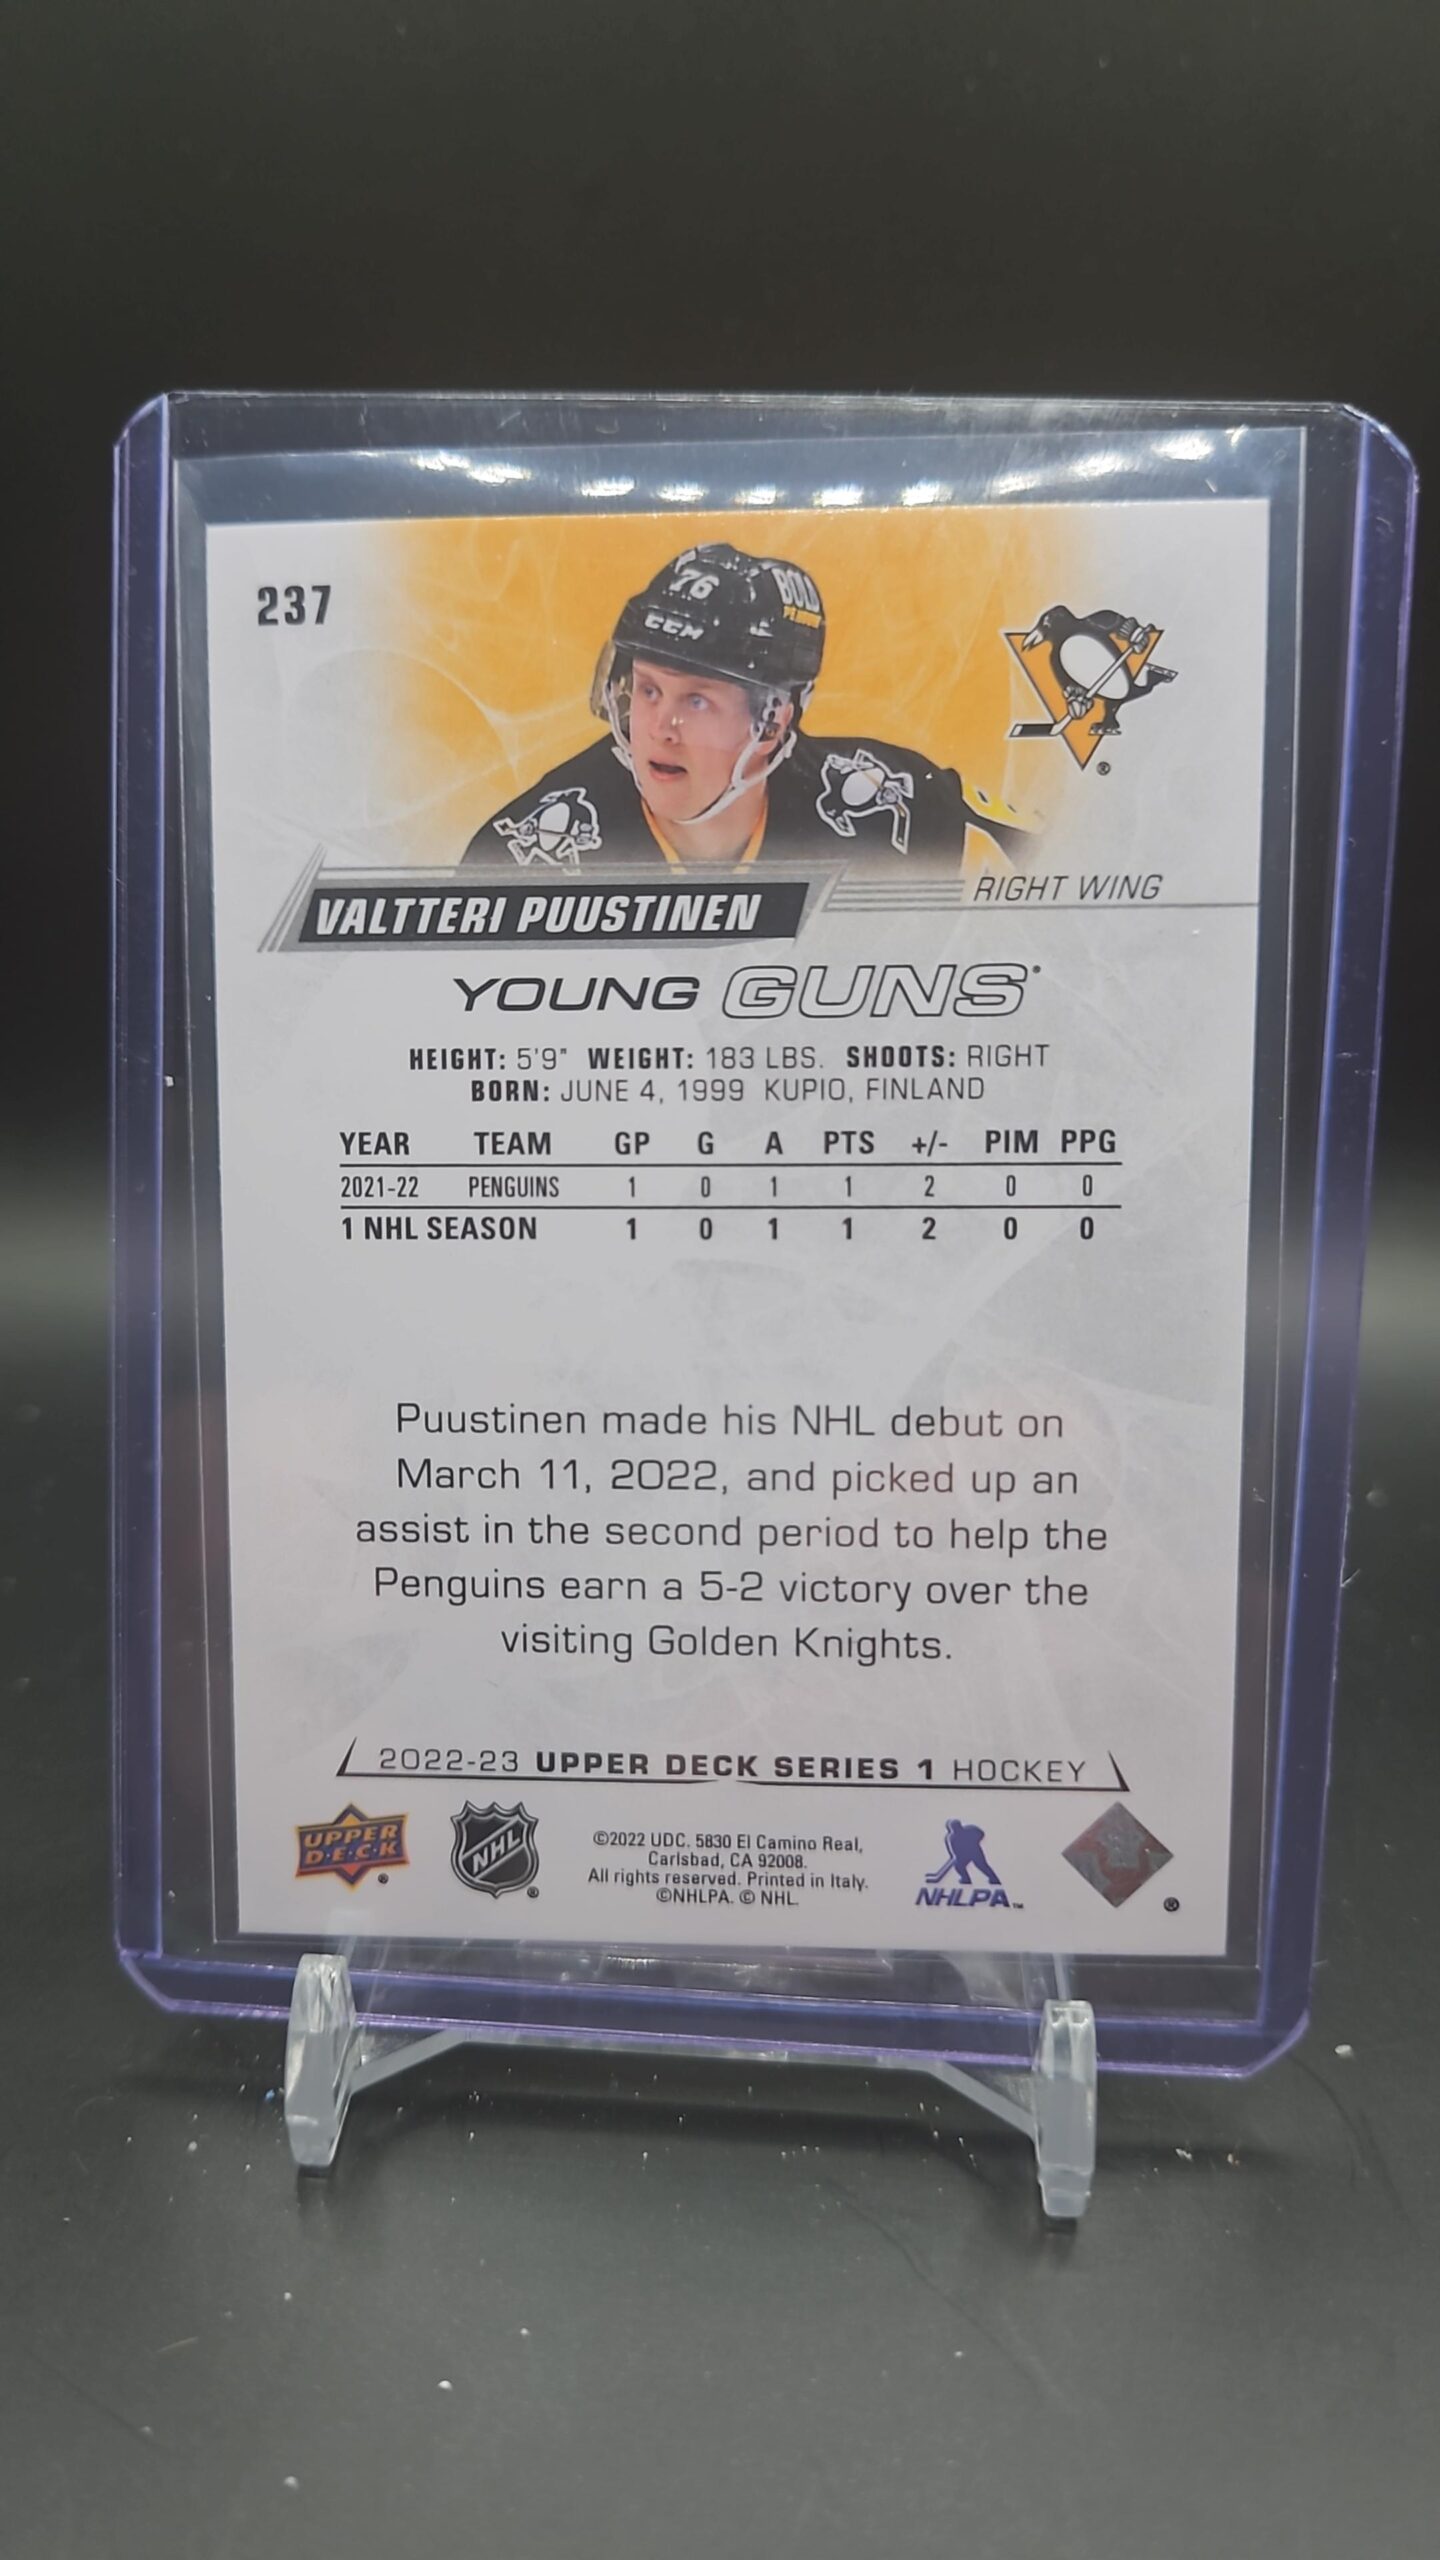 237
76
BOLD
CCM
RIGHT WING
VALTTERI PUUSTINEN
YOUNG GUNS
HEIGHT: 5'9" WEIGHT: 183 LBS. SHOOTS: RIGHT
BORN: JUNE 4, 1999 KUPIO, FINLAND
YEAR TEAM GP G A PTS +/- PIM PPG
2021-22 PENGUINS 1 0 1 1 2 0 0
1 NHL SEASON 1 0 1 1 2 0 0
Puustinen made his NHL debut on
March 11, 2022, and picked up an
assist in the second period to help the
Penguins earn a 5-2 victory over the
visiting Golden Knights.
2022-23 UPPER DECK SERIES 1 HOCKEY
UPPER
D·E·C·K
NHL
©2022 UDC. 5830 El Camino Real,
Carlsbad, CA 92008.
All rights reserved. Printed in Italy.
©NHLPA. © NHL.
NHLPA™